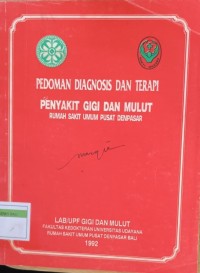 PEDOMAN DIAGNOSIS DAN TERAPI
PENYAKIT GIGI DAN MULUT
RUMAH SAKIT UMUM PUSAT DENPASAR
LAB/UPF GIGI DAN MULUT
FAKULTAS KEDOKTERAN UNIVERSITAS UDAYANA
RUMAH SAKIT UMUM PUSAT DENPASAR BALI
1992